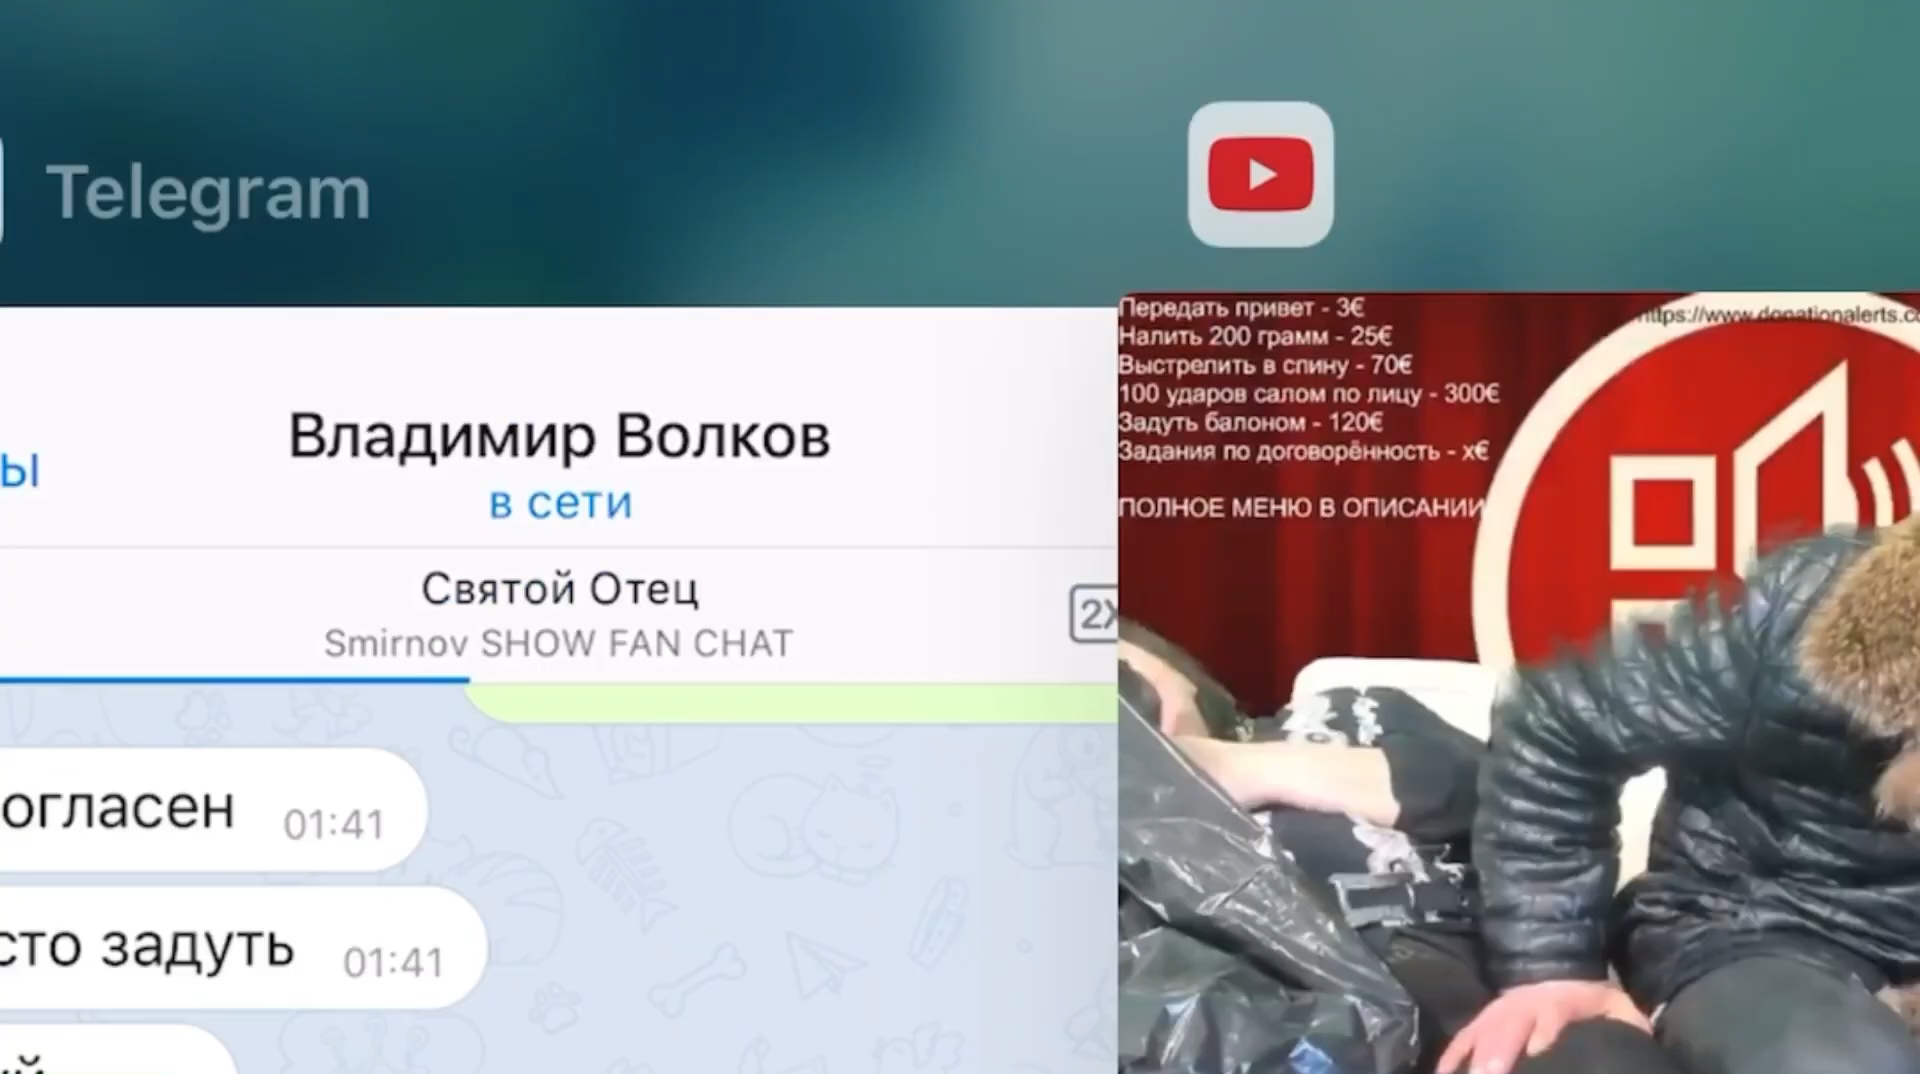 Telegram
Владимир Волков
в сети
Святой Отец
Smirnov SHOW FAN CHAT
2X
огласен 01:41
сто задуть 01:41
Передать привет - 3€
Налить 200 грамм - 25€
Выстрелить в спину - 70€
100 ударов салом по лицу - 300€
Задуть балоном - 120€
Задания по договорённость - x€
ПОЛНОЕ МЕНЮ В ОПИСАНИИ
https://www.donationalerts.c